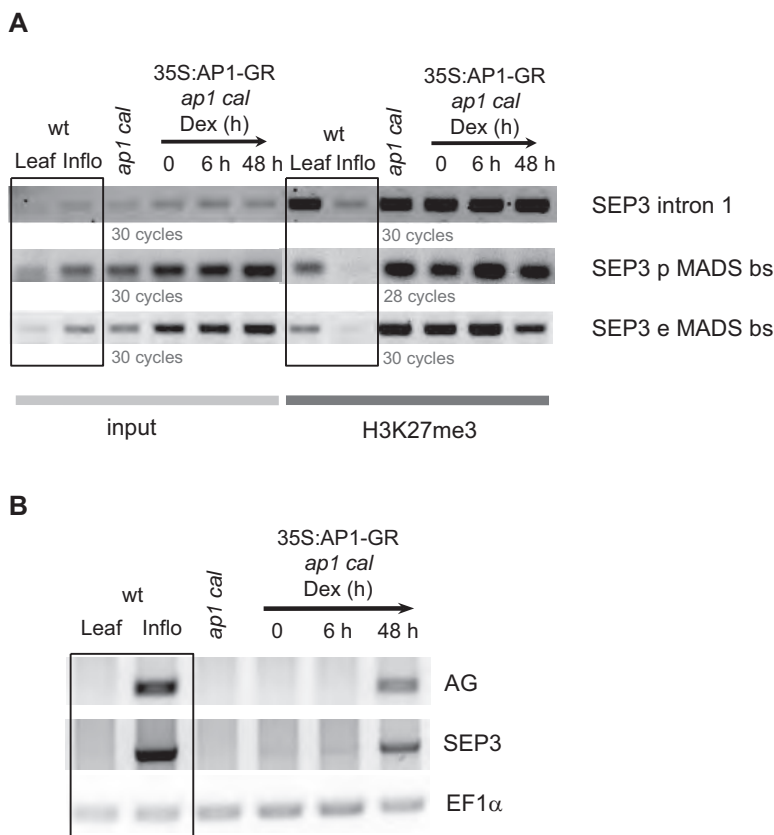 A
35S:AP1-GR
ap1 cal
Dex (h)
wt
Leaf Inflo
ap1 cal
0 6 h 48 h
35S:AP1-GR
ap1 cal
Dex (h)
wt
Leaf Inflo
ap1 cal
0 6 h 48 h
SEP3 intron 1
30 cycles 30 cycles
SEP3 p MADS bs
30 cycles 28 cycles
SEP3 e MADS bs
30 cycles 30 cycles
input H3K27me3
B
35S:AP1-GR
ap1 cal
Dex (h)
wt
Leaf Inflo
ap1 cal
0 6 h 48 h
AG
SEP3
EF1α